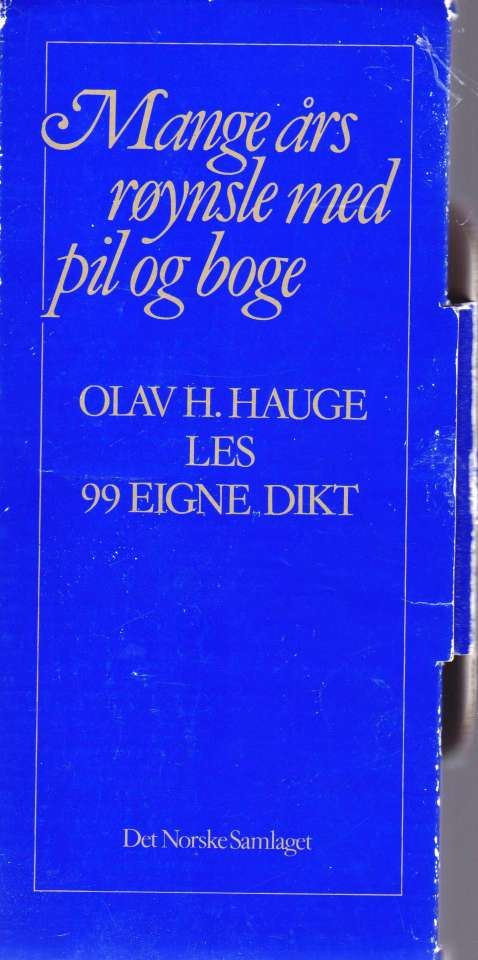 Mange års
røynsle med
pil og boge
OLAV H. HAUGE
LES
99 EIGNE DIKT
Det Norske Samlaget